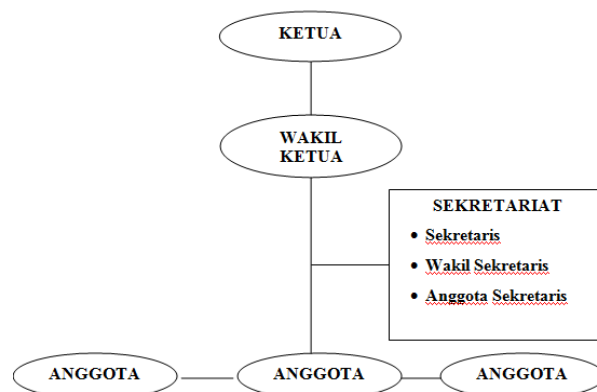 KETUA
WAKIL
KETUA
SEKRETARIAT
• Sekretaris
• Wakil Sekretaris
• Anggota Sekretaris
ANGGOTA
ANGGOTA
ANGGOTA